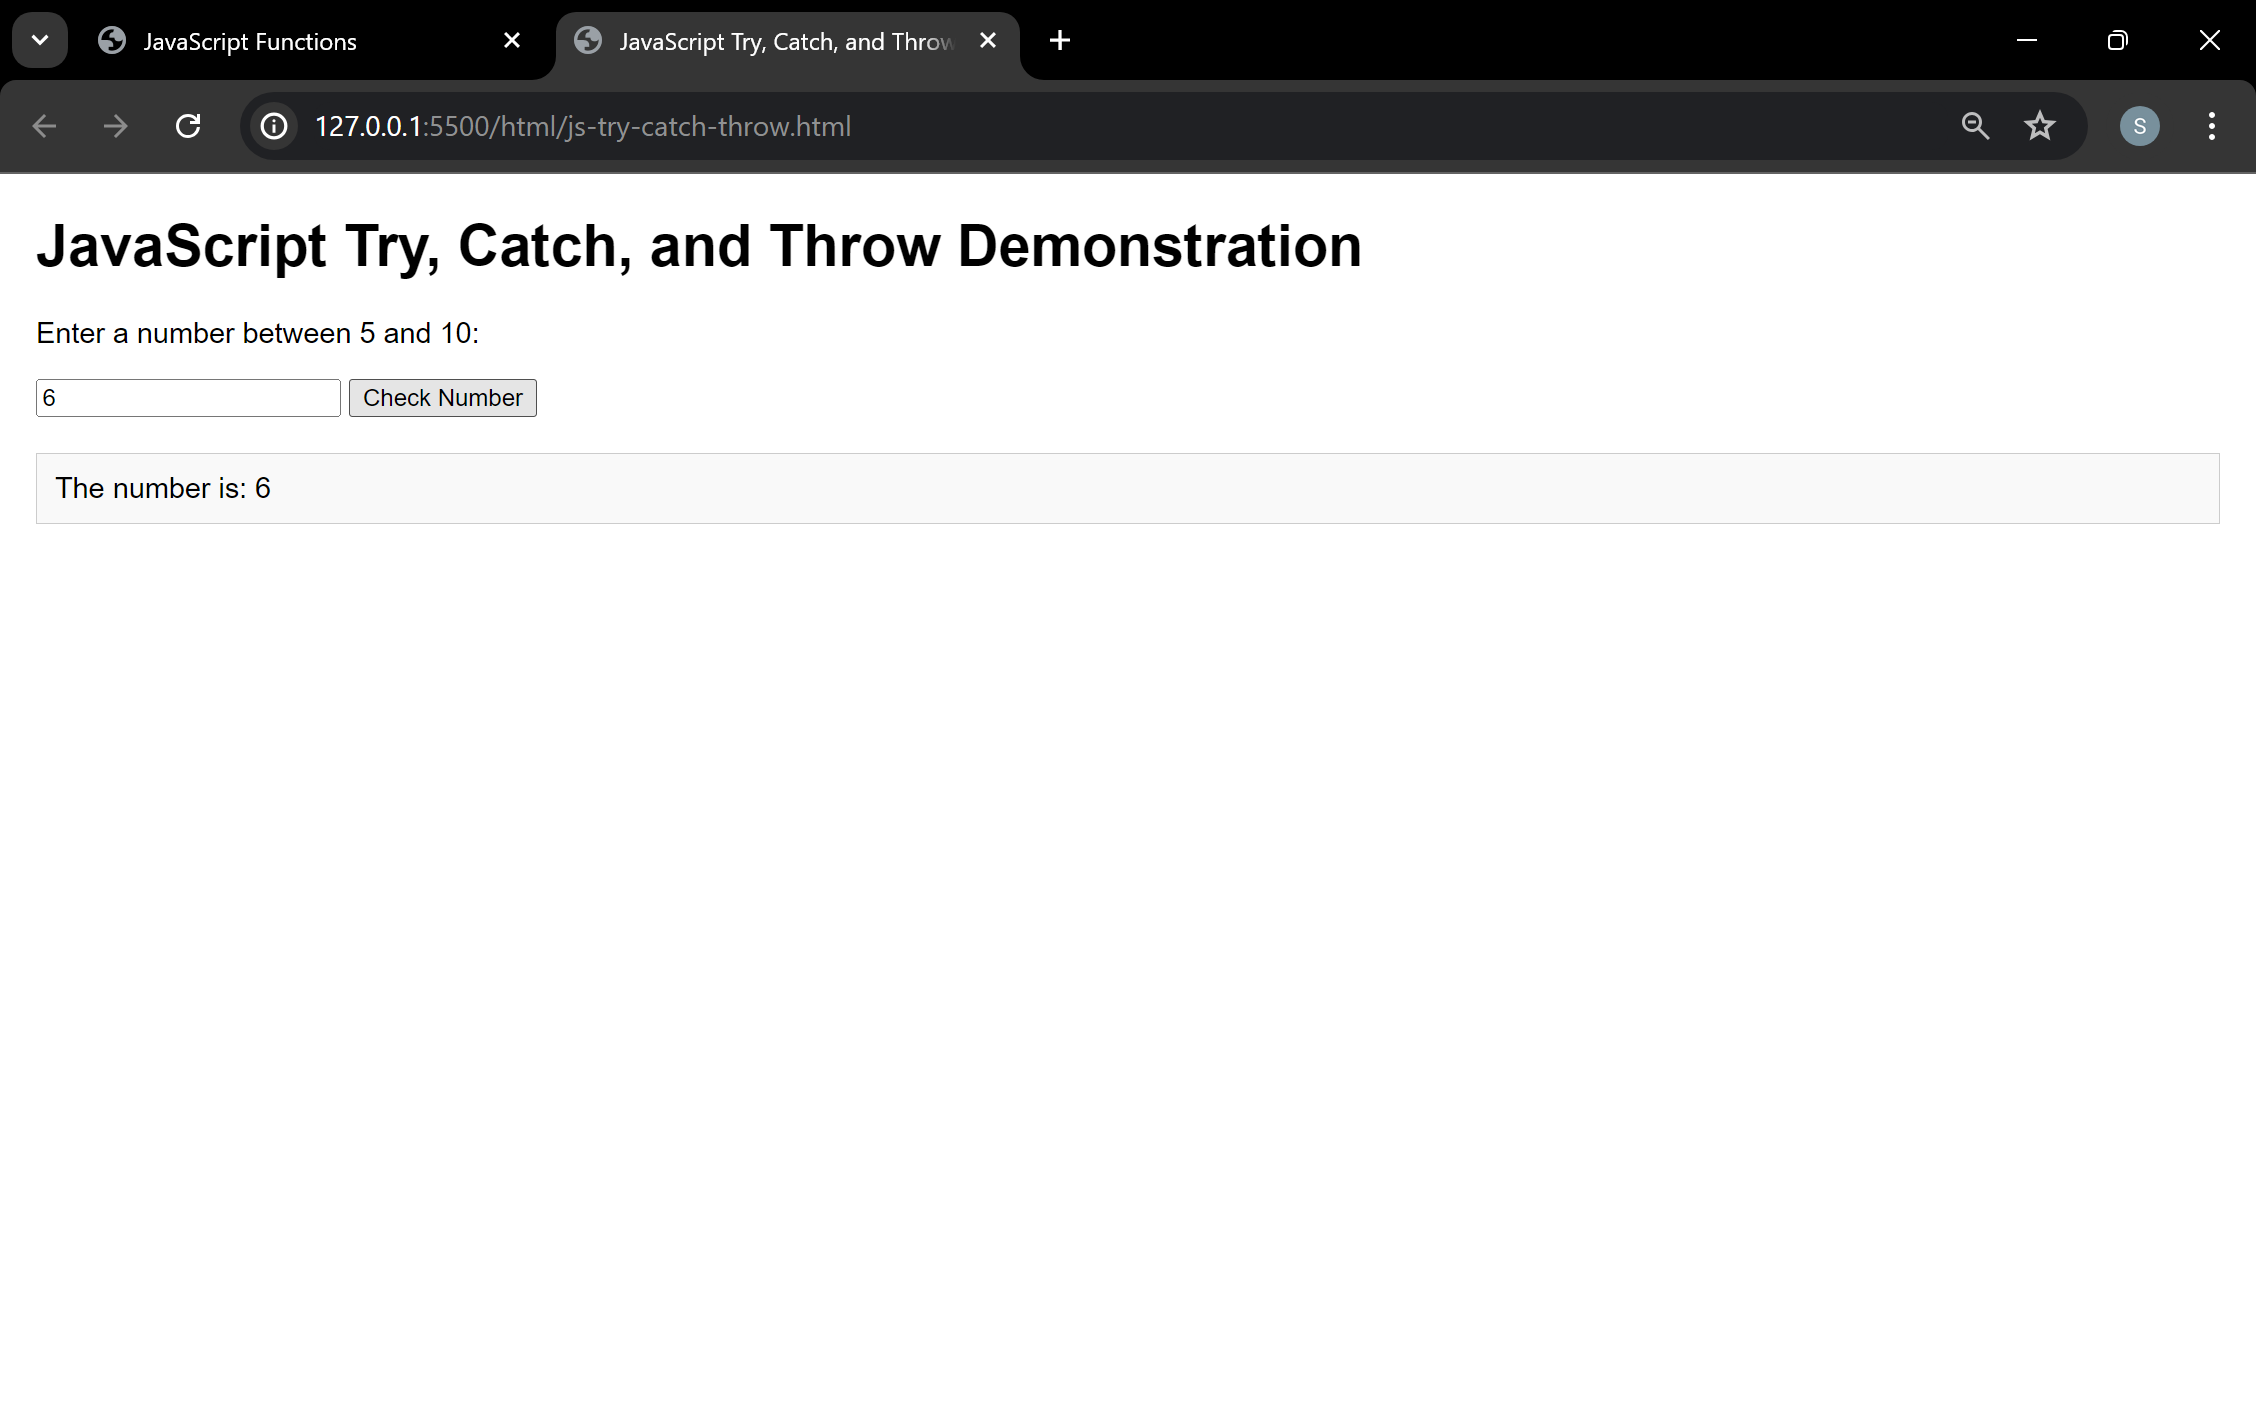 JavaScript Functions
JavaScript Try, Catch, and Throw
127.0.0.1:5500/html/js-try-catch-throw.html
S
JavaScript Try, Catch, and Throw Demonstration
Enter a number between 5 and 10:
6
Check Number
The number is: 6